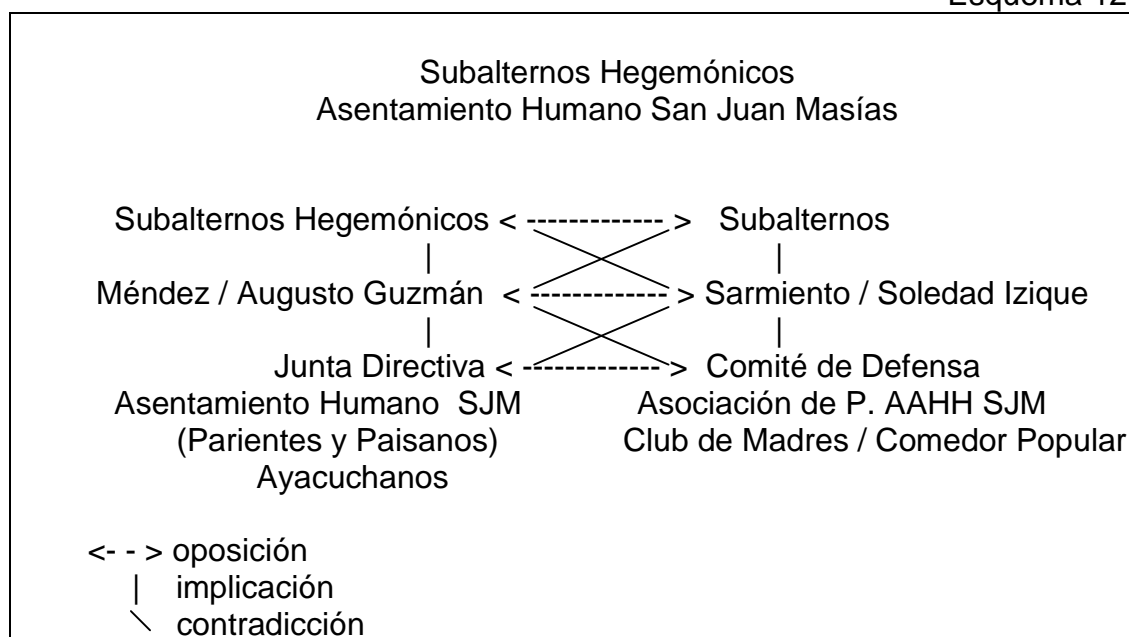 Esquema 12
Subalternos Hegemónicos
Asentamiento Humano San Juan Masías
Subalternos Hegemónicos < ------------- > Subalternos
| |
Méndez / Augusto Guzmán < ------------- > Sarmiento / Soledad Izique
| |
Junta Directiva < ------------- > Comité de Defensa
Asentamiento Humano SJM Asociación de P. AAHH SJM
(Parientes y Paisanos) Club de Madres / Comedor Popular
Ayacuchanos
<- - > oposición
| implicación
\ contradicción